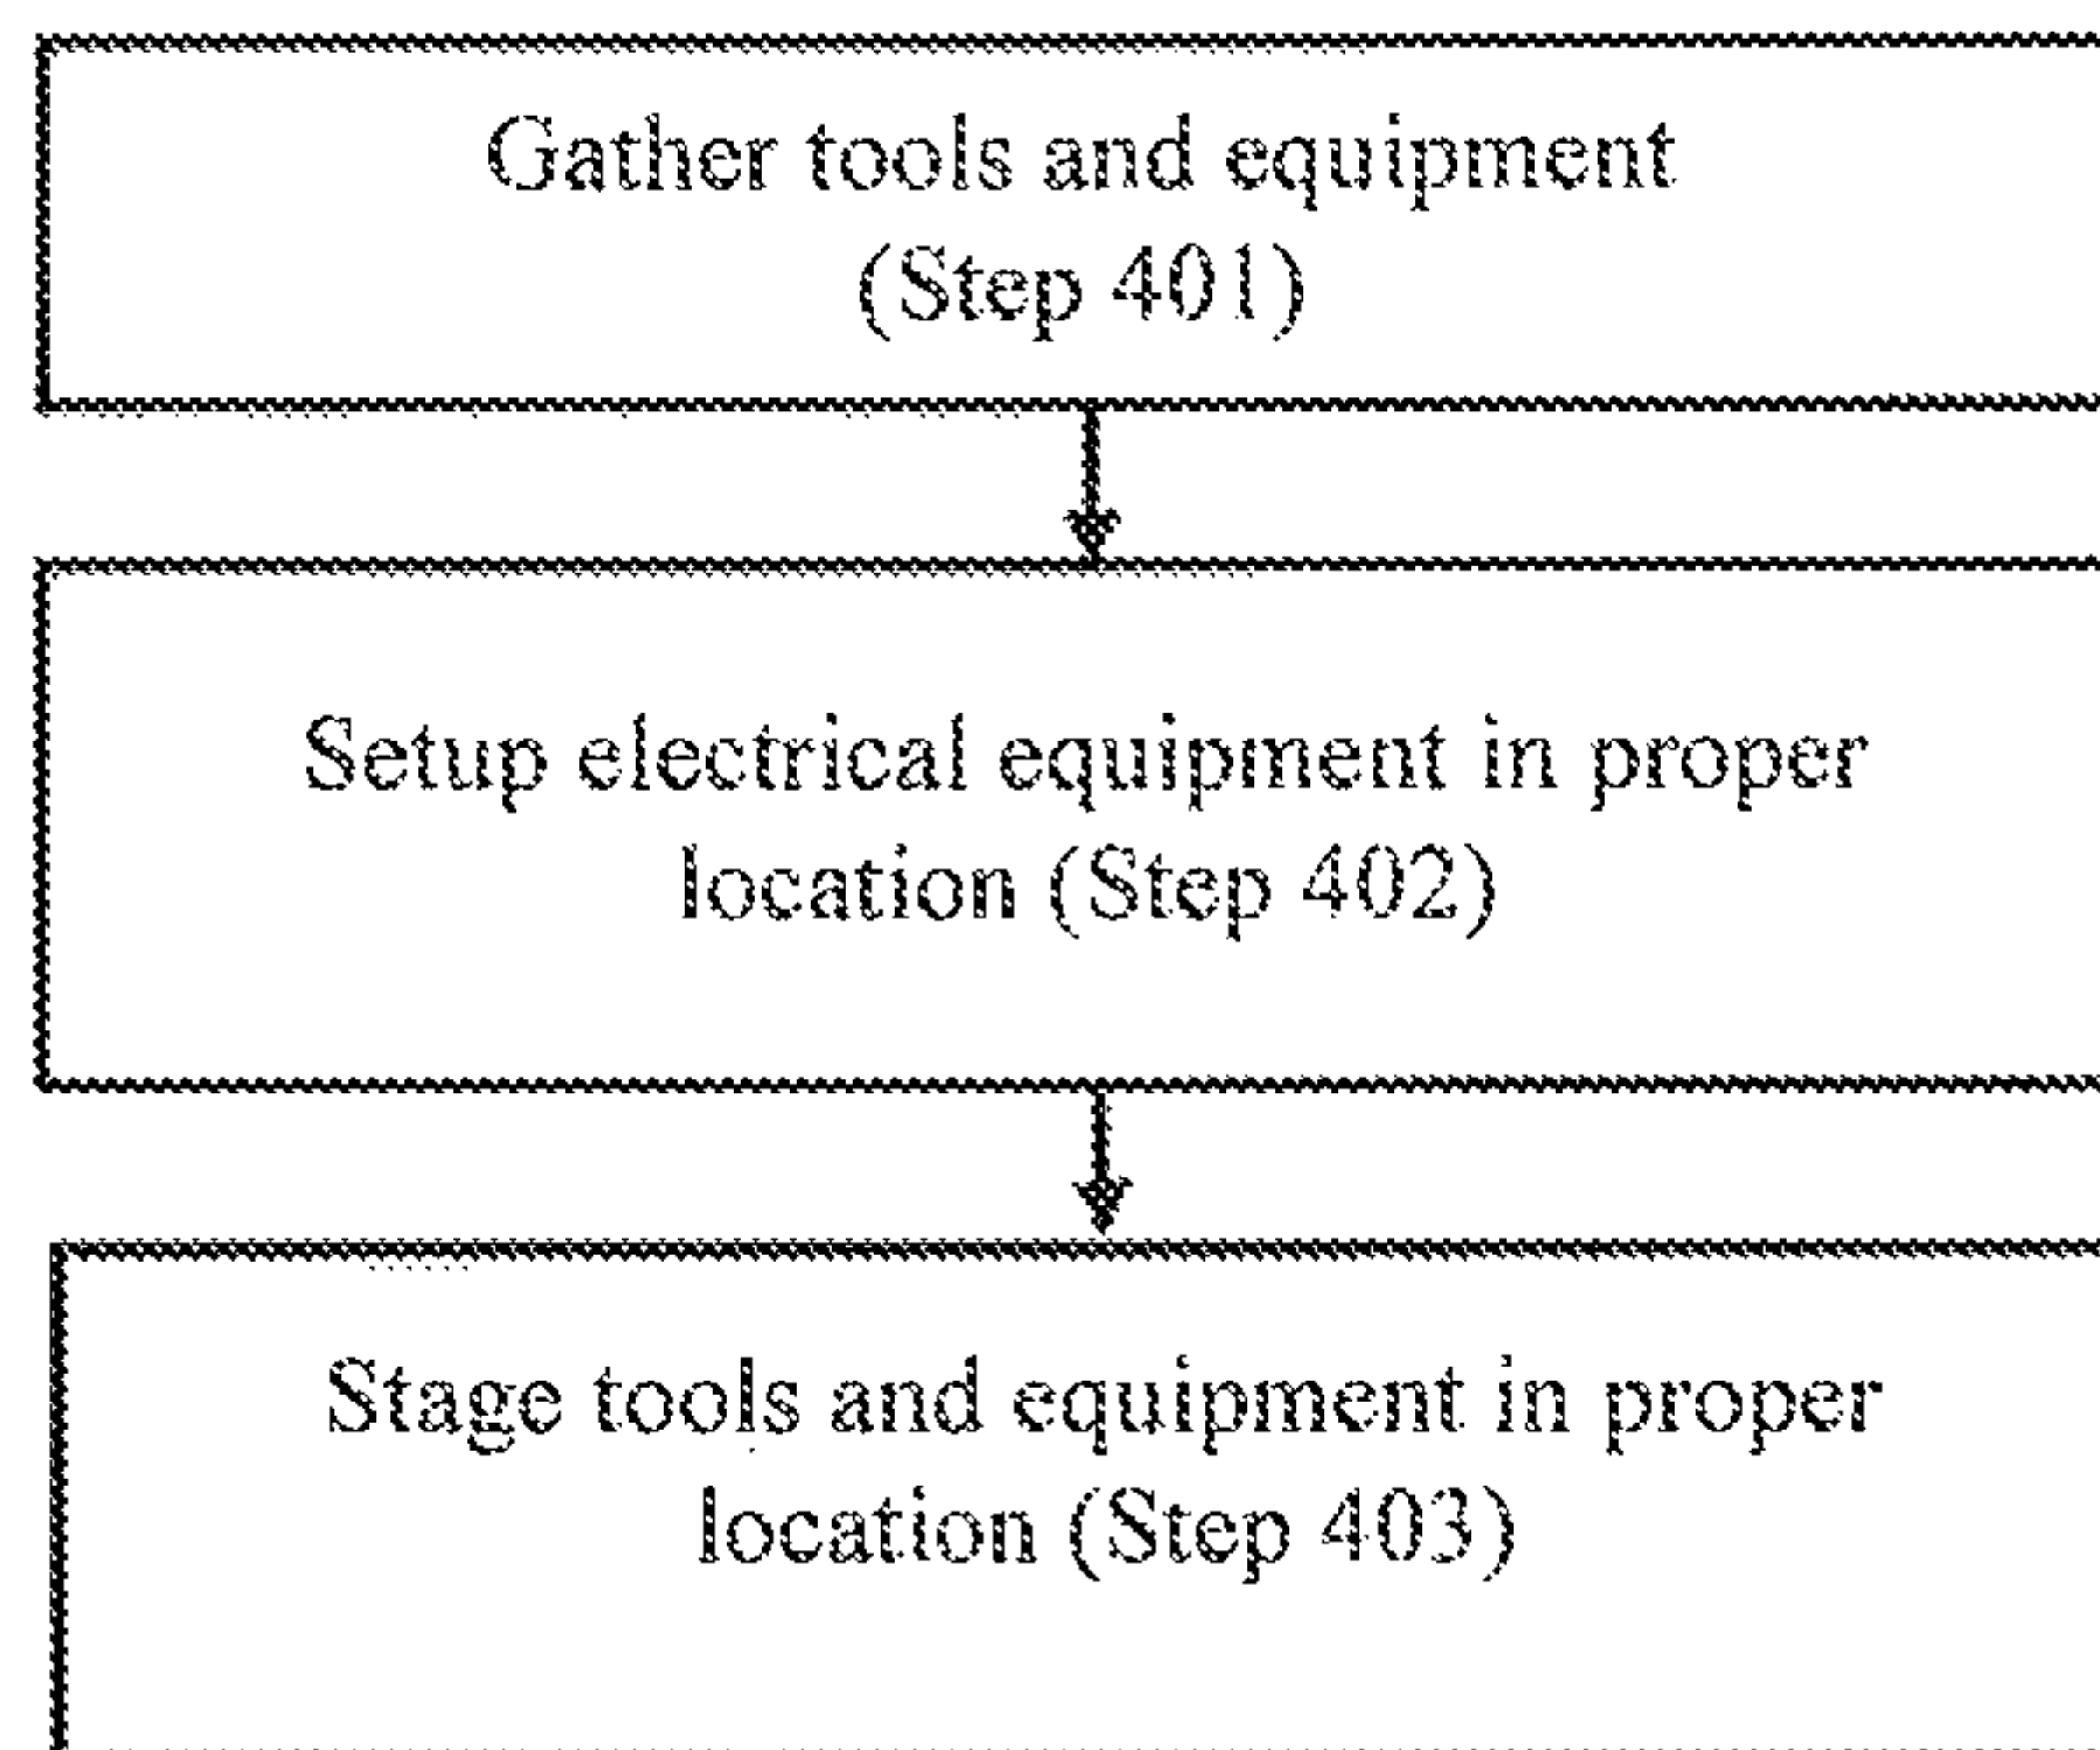 Gather tools and equipment
(Step 401)
Setup electrical equipment in proper
location (Step 402)
Stage tools and equipment in proper
location (Step 403)